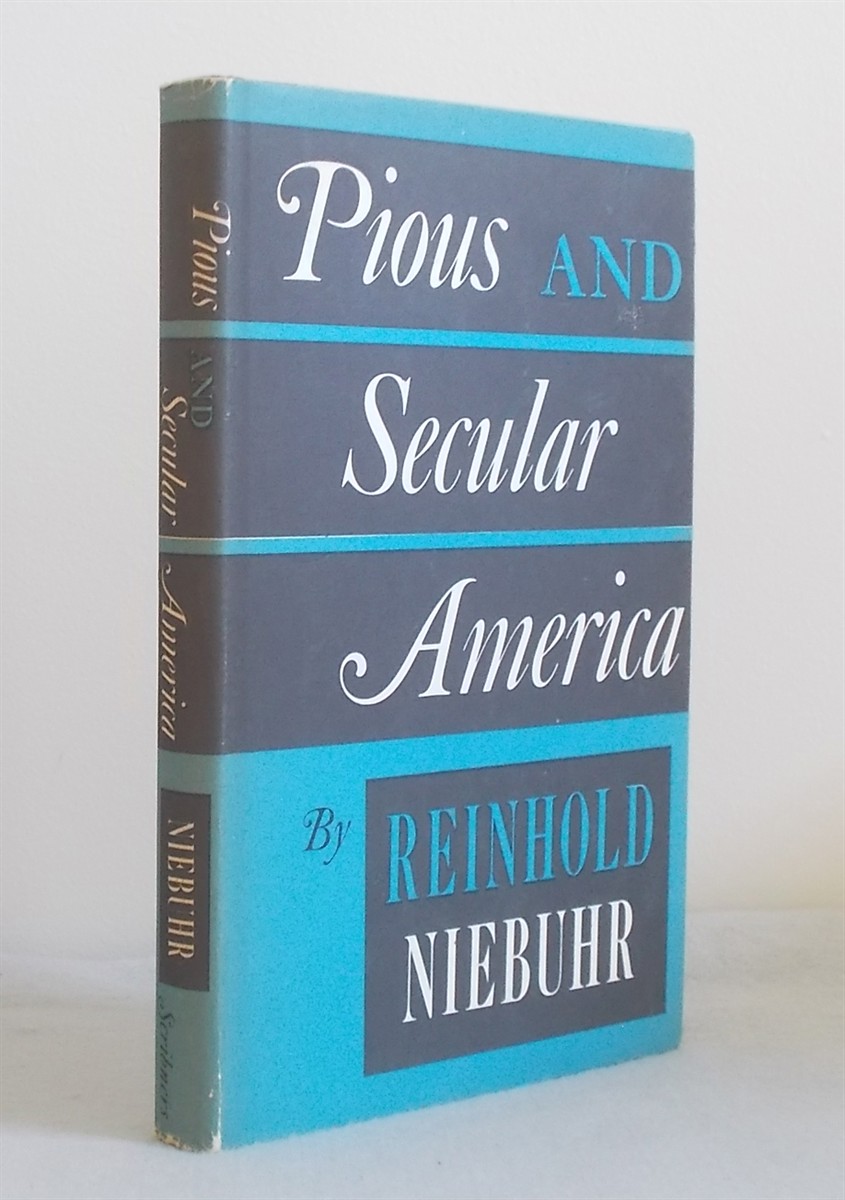 Pious AND
Secular
America
By REINHOLD
NIEBUHR
Pious AND Secular America
NIEBUHR
Scribners